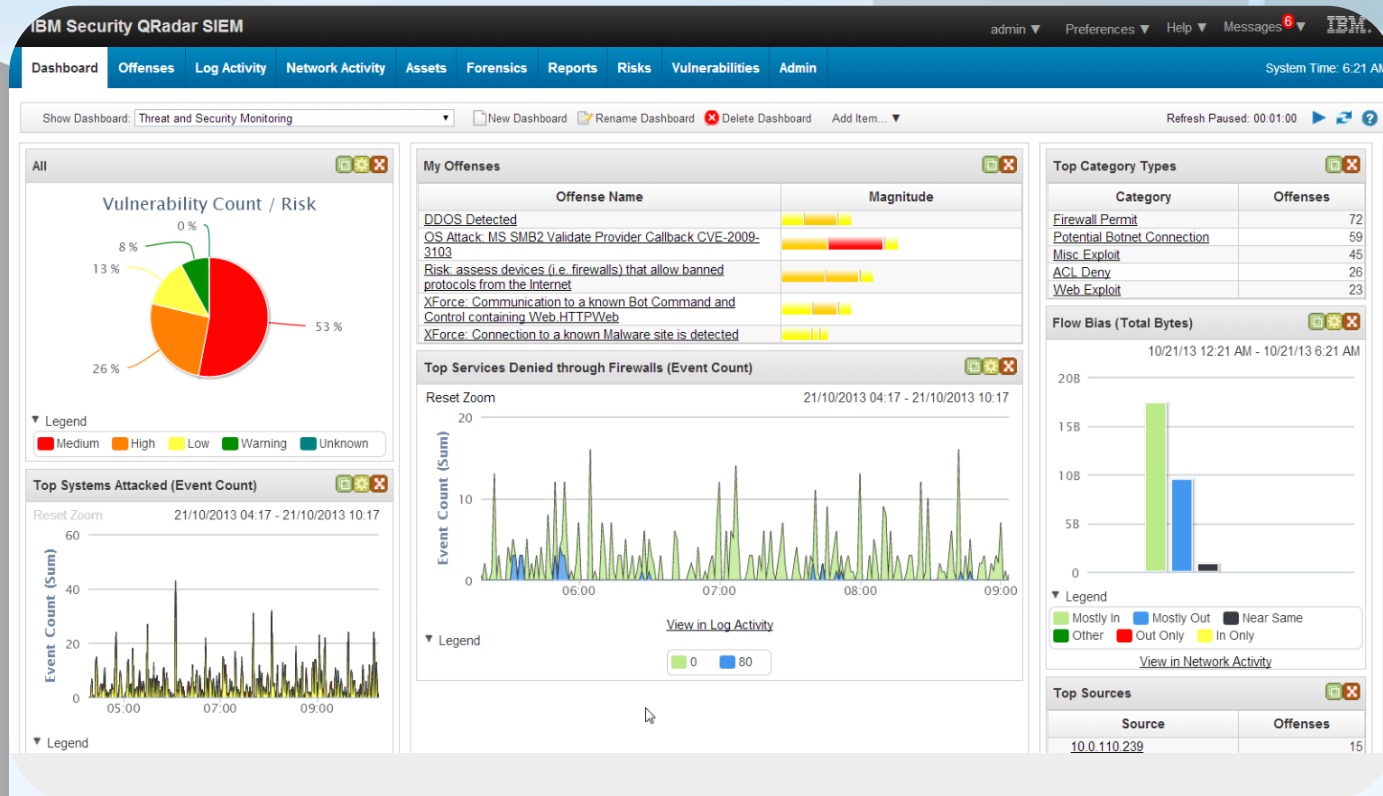 IBM Security QRadar SIEM
admin ▼ Preferences ▼ Help ▼ Messages 6 ▼ IBM.
Dashboard Offenses Log Activity Network Activity Assets Forensics Reports Risks Vulnerabilities Admin System Time: 6:21 AM
Show Dashboard: Threat and Security Monitoring ▼ New Dashboard Rename Dashboard Delete Dashboard Add Item... ▼ Refresh Paused: 00:01:00
All
Vulnerability Count / Risk
0 %
8 %
13 %
53 %
26 %
▼ Legend
Medium High Low Warning Unknown
Top Systems Attacked (Event Count)
Reset Zoom 21/10/2013 04:17 - 21/10/2013 10:17
Event Count (Sum)
60
40
20
0
05:00 07:00 09:00
▼ Legend
My Offenses
Offense Name Magnitude
DDOS Detected
OS Attack: MS SMB2 Validate Provider Callback CVE-2009-
3103
Risk: assess devices (i.e. firewalls) that allow banned
protocols from the Internet
XForce: Communication to a known Bot Command and
Control containing Web.HTTPWeb
XForce: Connection to a known Malware site is detected
Top Services Denied through Firewalls (Event Count)
Reset Zoom 21/10/2013 04:17 - 21/10/2013 10:17
Event Count (Sum)
20
10
0
06:00 07:00 08:00 09:00
View in Log Activity
▼ Legend
0 80
Top Category Types
Category Offenses
Firewall Permit 72
Potential Botnet Connection 59
Misc Exploit 45
ACL Deny 26
Web Exploit 23
Flow Bias (Total Bytes)
10/21/13 12:21 AM - 10/21/13 6:21 AM
20B
15B
10B
5B
0
▼ Legend
Mostly In Mostly Out Near Same
Other Out Only In Only
View in Network Activity
Top Sources
Source Offenses
10.0.110.239 15